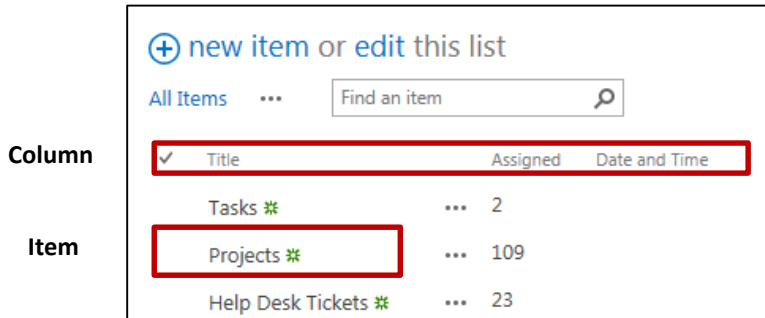 new item or edit this list
All Items ••• Find an item
Column Title Assigned Date and Time
Tasks ••• 2
Item Projects ••• 109
Help Desk Tickets ••• 23